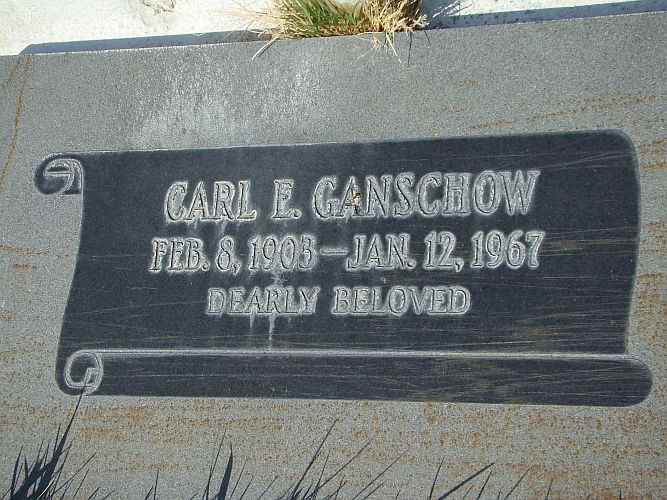 CARL E. GANSCHOW
FEB. 8, 1903 — JAN. 12, 1967
DEARLY BELOVED